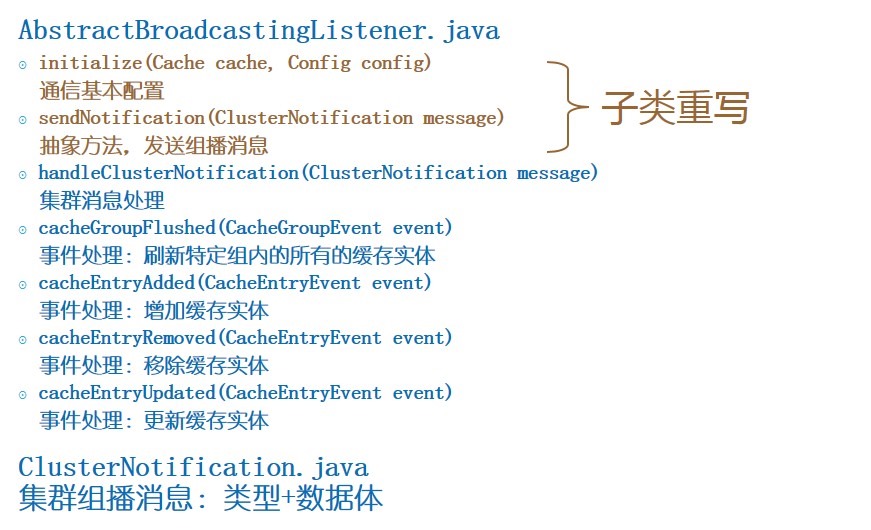 AbstractBroadcastingListener.java
initialize(Cache cache, Config config)
通信基本配置
sendNotification(ClusterNotification message)
抽象方法，发送组播消息
子类重写
handleClusterNotification(ClusterNotification message)
集群消息处理
cacheGroupFlushed(CacheGroupEvent event)
事件处理：刷新特定组内的所有的缓存实体
cacheEntryAdded(CacheEntryEvent event)
事件处理：增加缓存实体
cacheEntryRemoved(CacheEntryEvent event)
事件处理：移除缓存实体
cacheEntryUpdated(CacheEntryEvent event)
事件处理：更新缓存实体
ClusterNotification.java
集群组播消息：类型+数据体